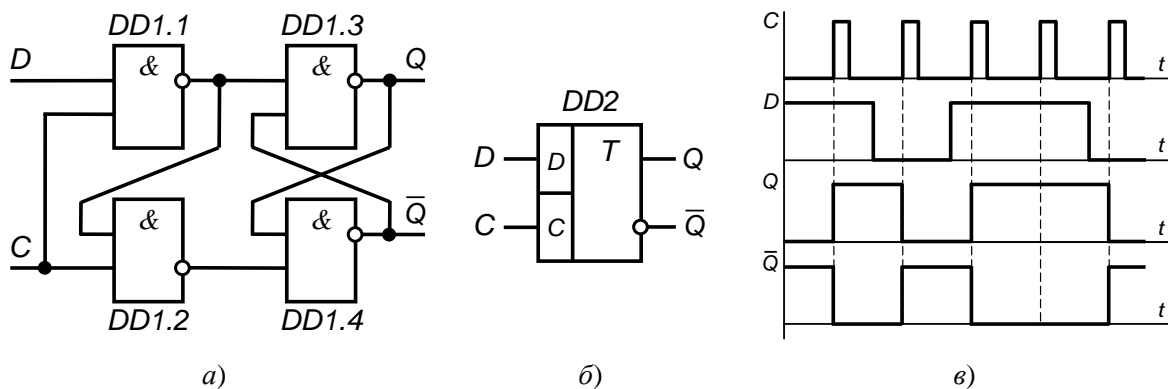 DD1.1
DD1.3
D
&
&
Q
C
&
&
Q̅
DD1.2
DD1.4
а)
DD2
D
D
T
Q
C
C
Q̅
б)
C
t
D
t
Q
t
Q̅
t
в)